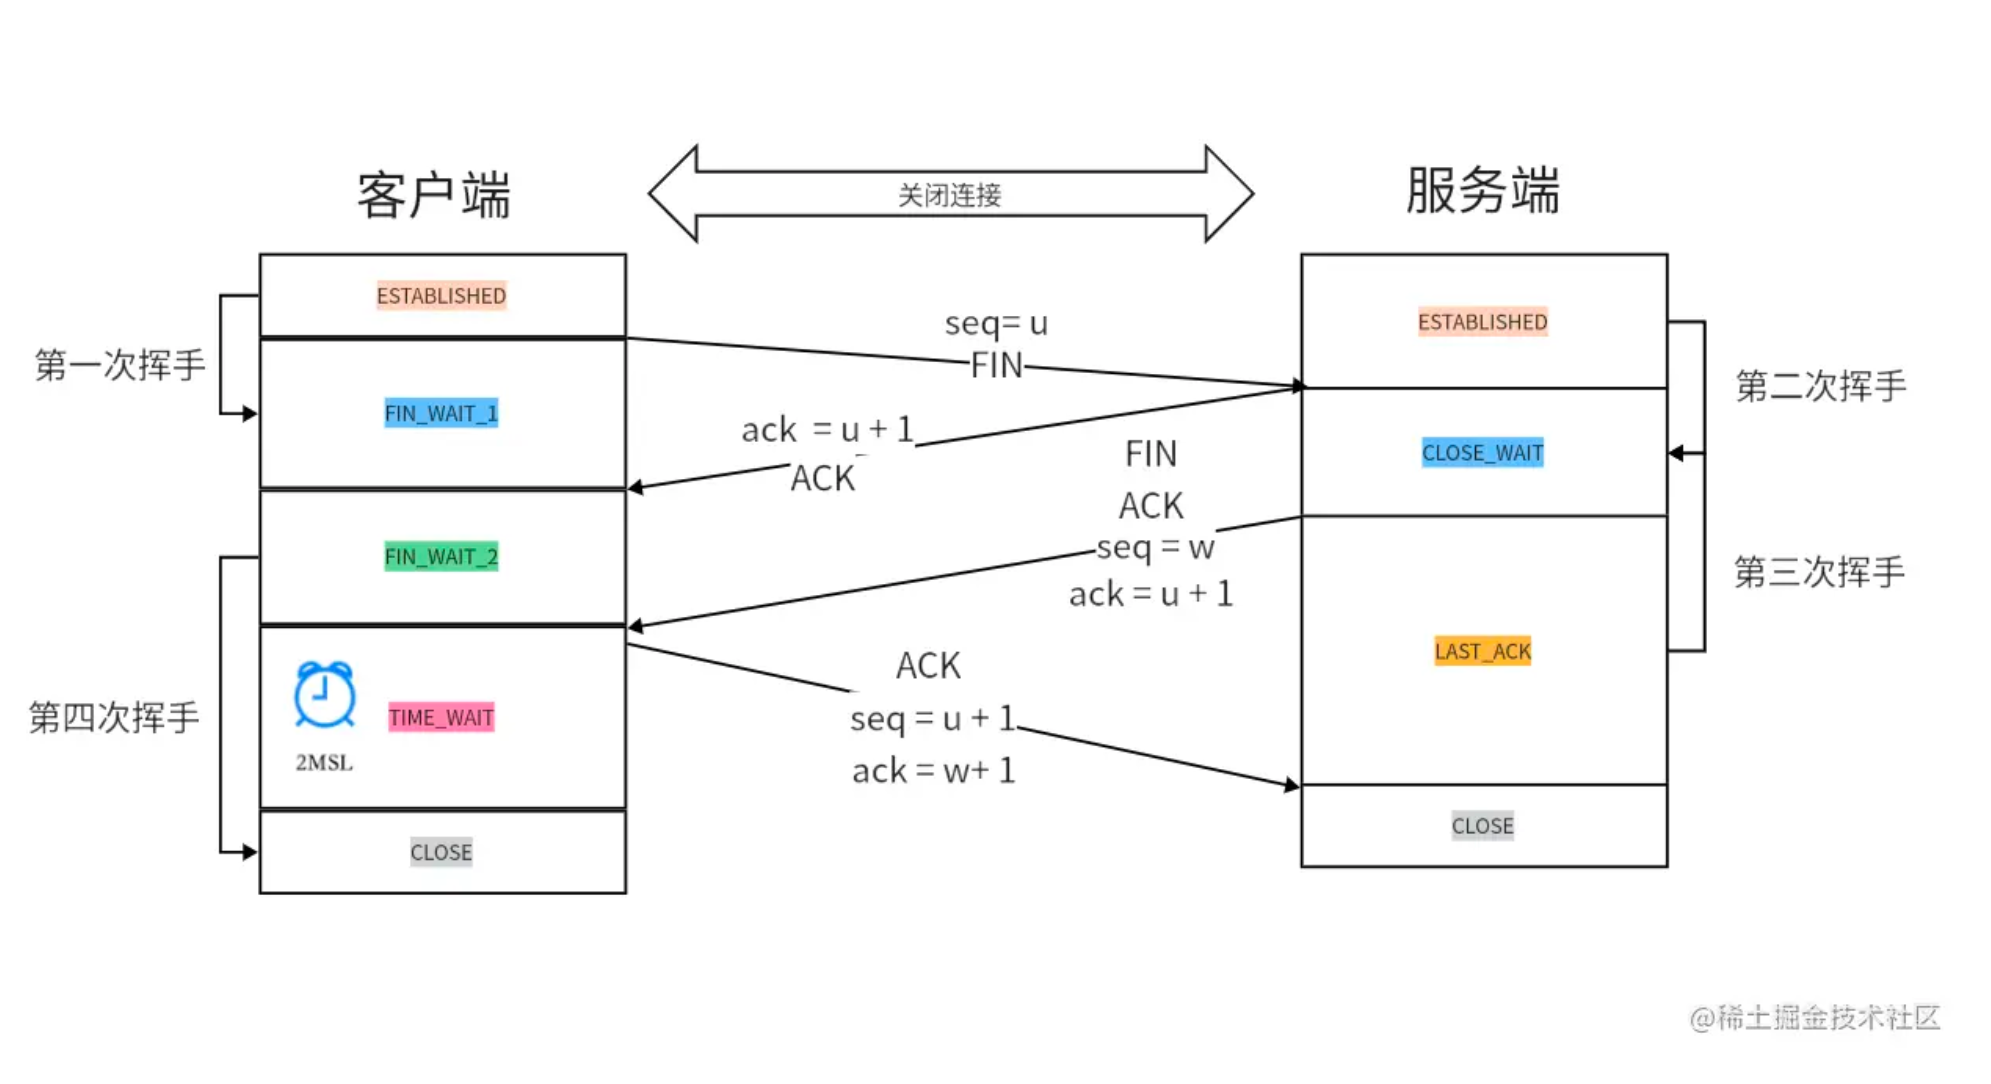 客户端
关闭连接
服务端
ESTABLISHED
ESTABLISHED
seq= u
FIN
第一次挥手
第二次挥手
FIN_WAIT_1
ack = u + 1
ACK
CLOSE_WAIT
FIN
ACK
seq = w
ack = u + 1
FIN_WAIT_2
第三次挥手
LAST_ACK
ACK
seq = u + 1
ack = w+ 1
第四次挥手
TIME_WAIT
2MSL
CLOSE
CLOSE
@稀土掘金技术社区